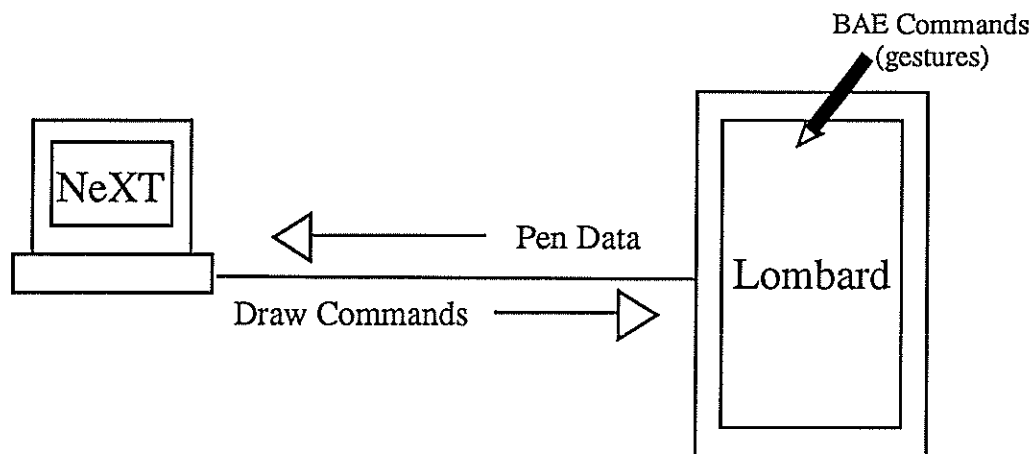 BAE Commands
(gestures)
NeXT
Pen Data
Lombard
Draw Commands